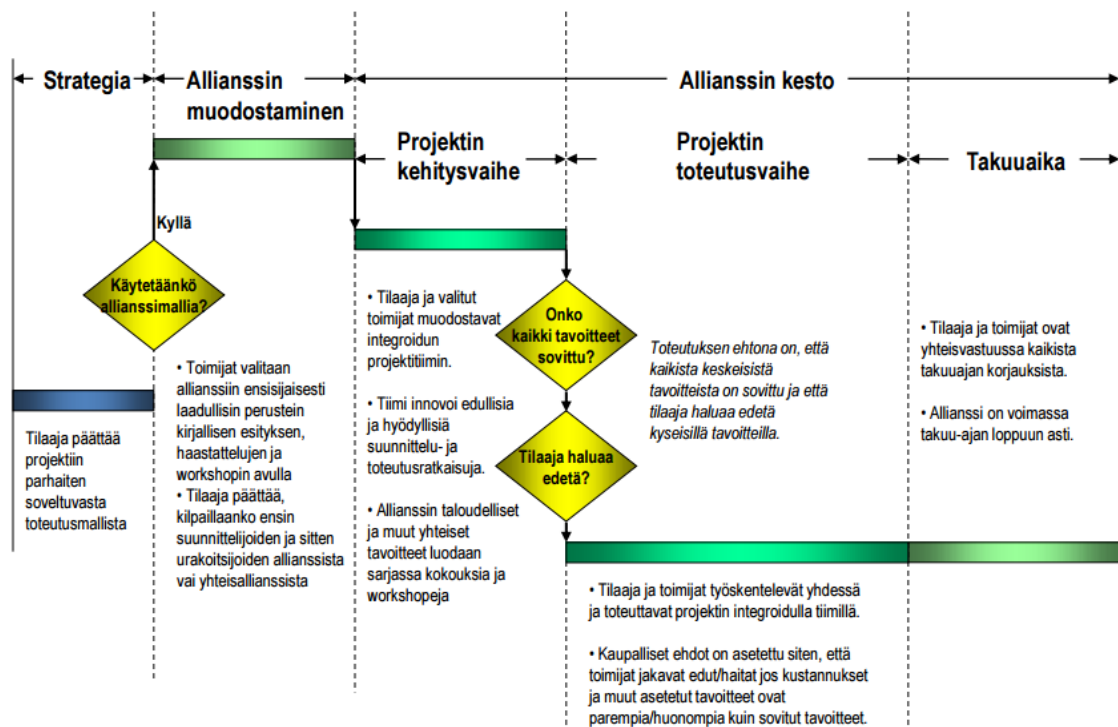 Strategia
Allianssin
muodostaminen
Allianssin kesto
Projektin
kehitysvaihe
Projektin
toteutusvaihe
Takuuaika
Kyllä
Käytetäänkö
allianssimallia?
Tilaaja päättää
projektiin
parhaiten
soveltuvasta
toteutusmallista
• Toimijat valitaan
allianssiin ensisijaisesti
laadullisin perustein
kirjallisen esityksen,
haastattelujen ja
workshopin avulla
• Tilaaja päättää,
kilpaillaanko ensin
suunnittelijoiden ja sitten
urakoitsijoiden allianssista
vai yhteisallianssista
• Tilaaja ja valitut
toimijat muodostavat
integroidun
projektitiimin.
• Tiimi innovoi edullisia
ja hyödyllisiä
suunnittelu- ja
toteutusratkaisuja.
• Allianssin taloudelliset
ja muut yhteiset
tavoitteet luodaan
sarjassa kokouksia ja
workshopeja
Onko
kaikki tavoitteet
sovittu?
Tilaaja haluaa
edetä?
Toteutuksen ehtona on, että
kaikista keskeisistä
tavoitteista on sovittu ja että
tilaaja haluaa edetä
kyseisillä tavoitteilla.
• Tilaaja ja toimijat työskentelevät yhdessä
ja toteuttavat projektin integroidulla tiimillä.
• Kaupalliset ehdot on asetettu siten, että
toimijat jakavat edut/haitat jos kustannukset
ja muut asetetut tavoitteet ovat
parempia/huonompia kuin sovitut tavoitteet.
• Tilaaja ja toimijat ovat
yhteisvastuussa kaikista
takuuajan korjauksista.
• Allianssi on voimassa
takuu-ajan loppuun asti.